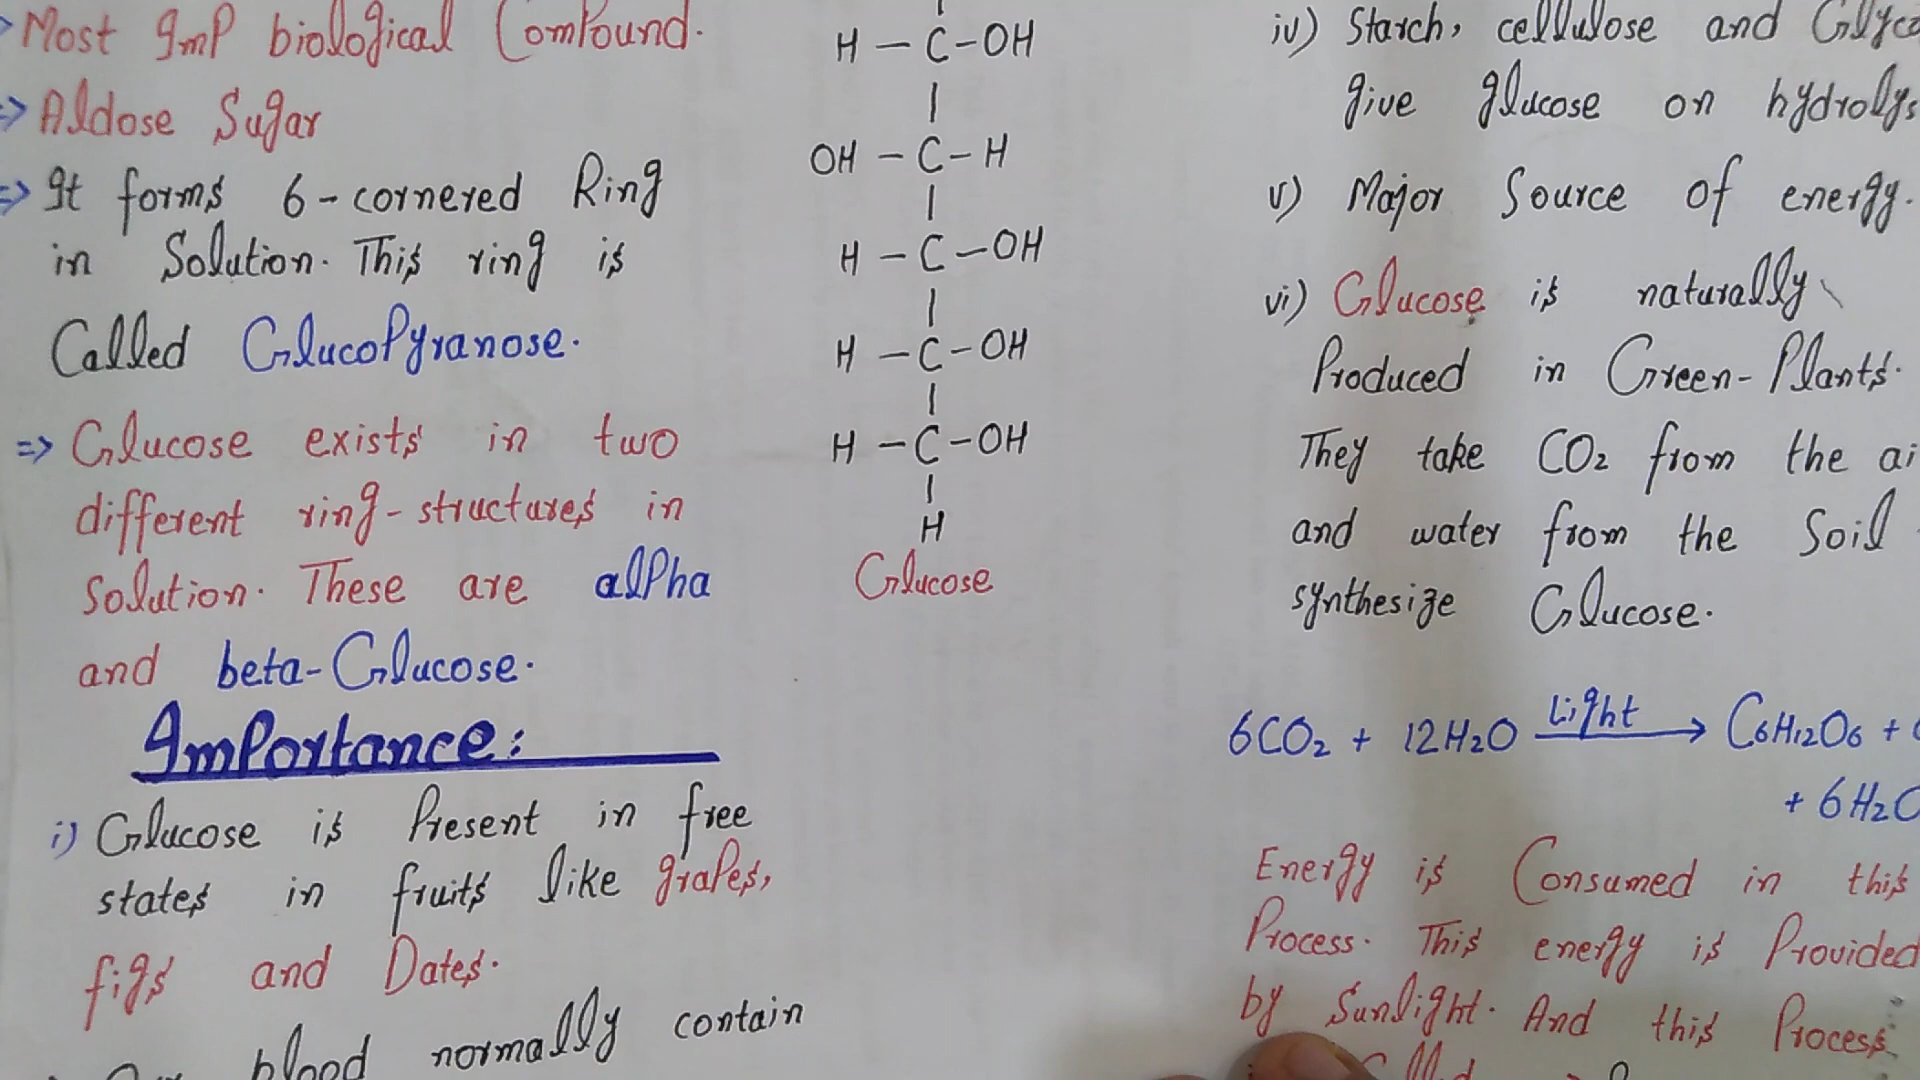 Most Imp biological Compound.
=> Aldose Sugar
=> It forms 6-cornered Ring
in Solution. This ring is
Called Glucopyranose.
=> Glucose exists in two
different ring-structures in
solution. These are alpha
and beta-Glucose.
Importance:
i) Glucose is Present in free
states in fruits like grapes,
figs and Dates.
blood normally contain
H - C - OH
|
OH - C - H
|
H - C - OH
|
H - C - OH
|
H - C - OH
|
H
Glucose
iv) Starch, cellulose and
give glucose on
v) Major Source of energy.
vi) Glucose is naturally
Produced in Green-Plants.
They take CO2 from the
and water from the Soil
synthesize Glucose.
6CO2 + 12H2O Light → C6H12O6 +
+ 6H2O
Energy is Consumed in this
Process. This energy is Provided
by Sunlight. And this Process